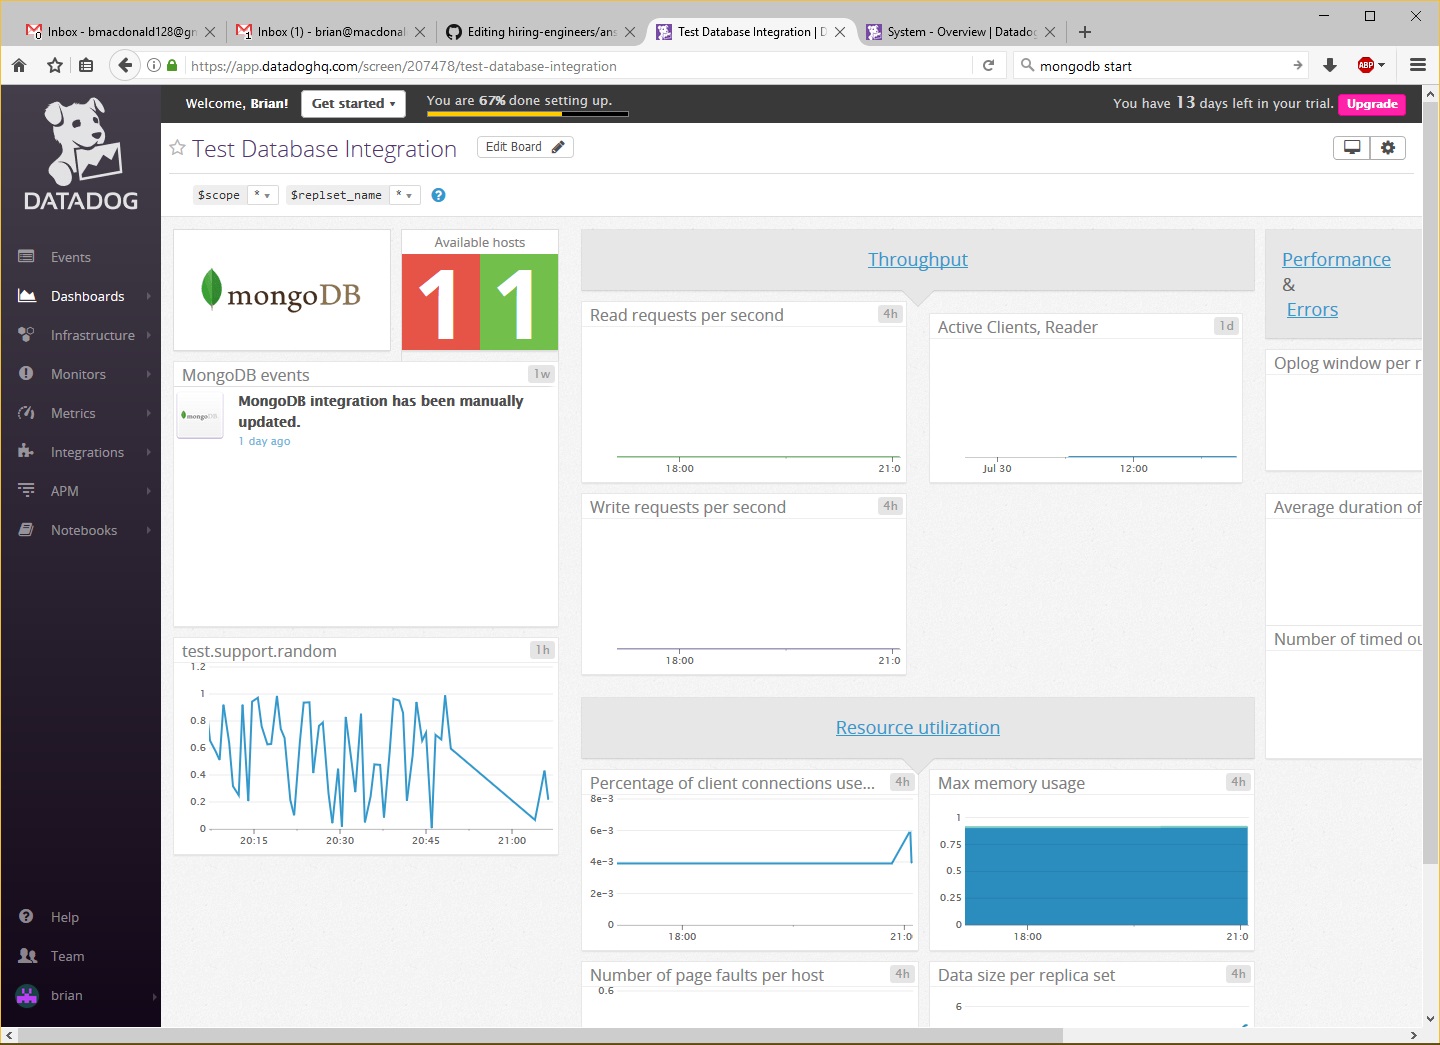 Inbox - bmacdonald128@gn
Inbox (1) - brian@macdonal
Editing hiring-engineers/ans
Test Database Integration | D
System - Overview | Datadog
https://app.datadoghq.com/screen/207478/test-database-integration
mongodb start
ABP
DATADOG
Events
Dashboards
Infrastructure
Monitors
Metrics
Integrations
APM
Notebooks
Help
Team
brian
Welcome, Brian!
Get started
You are 67% done setting up.
You have 13 days left in your trial.
Upgrade
Test Database Integration
Edit Board
$scope
*
$replset_name
*
?
mongoDB
Available hosts
1 1
MongoDB events
1w
mongoDB
MongoDB integration has been manually
updated.
1 day ago
test.support.random
1h
1.2
1
0.8
0.6
0.4
0.2
0
20:15 20:30 20:45 21:00
Throughput
Read requests per second
4h
18:00 21:0
Active Clients, Reader
1d
Jul 30 12:00
Write requests per second
4h
18:00 21:0
Resource utilization
Percentage of client connections use...
4h
8e-3
6e-3
4e-3
2e-3
0
18:00 21:0
Max memory usage
4h
1
0.75
0.5
0.25
0
18:00 21:0
Number of page faults per host
4h
0.6
Data size per replica set
4h
6
Performance
&
Errors
Oplog window per r
Average duration of
Number of timed ou